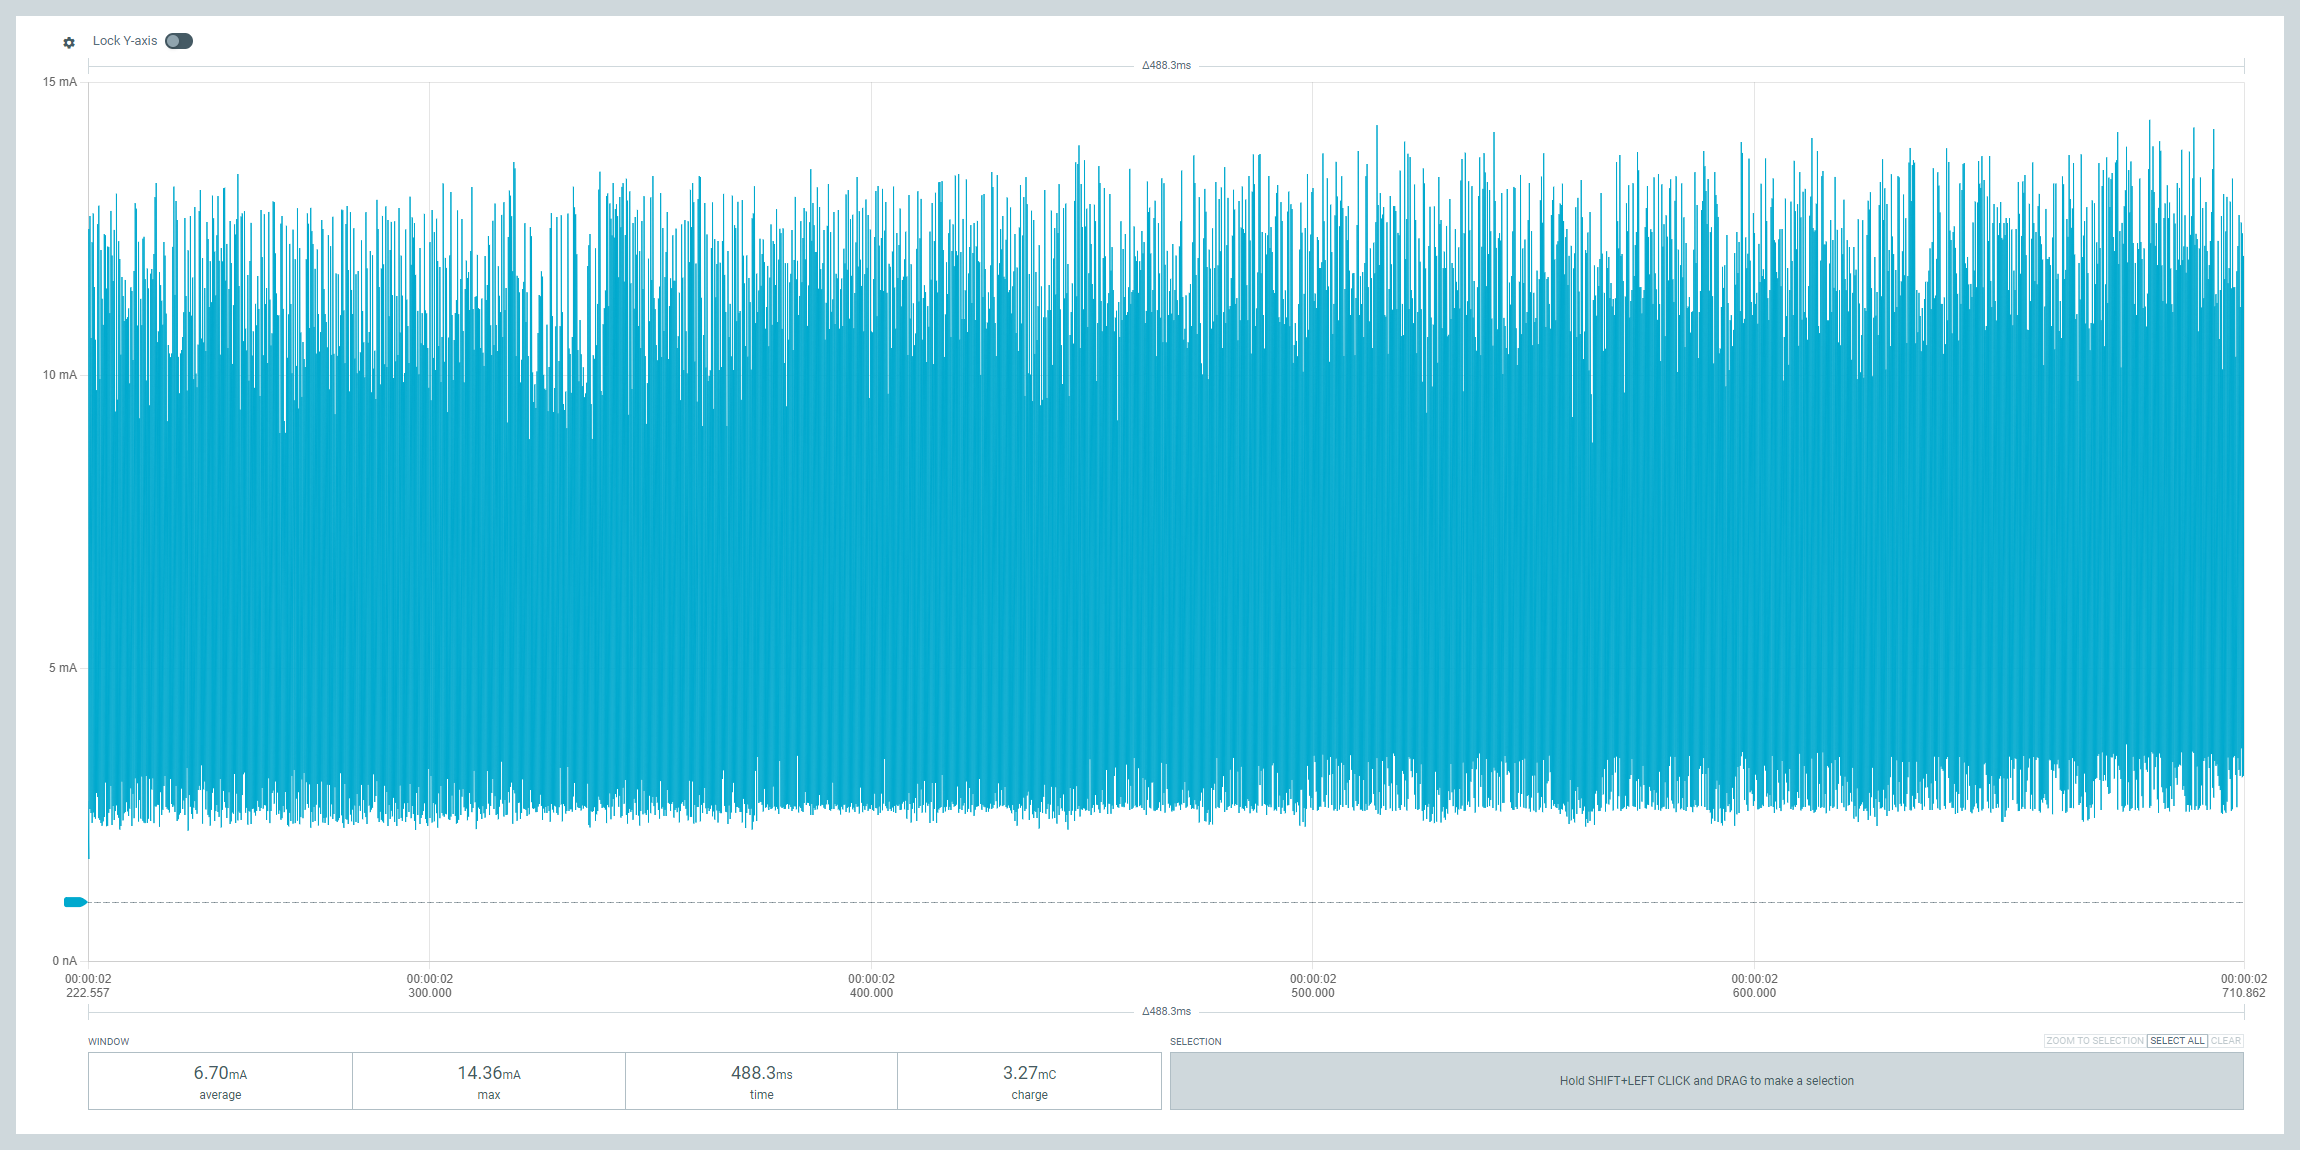 Lock Y-axis
Δ488.3ms
15 mA
10 mA
5 mA
0 nA
00:00:02 00:00:02 00:00:02 00:00:02 00:00:02 00:00:02
222.557 300.000 400.000 500.000 600.000 710.862
Δ488.3ms
WINDOW
6.70mA 14.36mA 488.3ms 3.27mC
average max time charge
SELECTION
ZOOM TO SELECTION SELECT ALL CLEAR
Hold SHIFT+LEFT CLICK and DRAG to make a selection